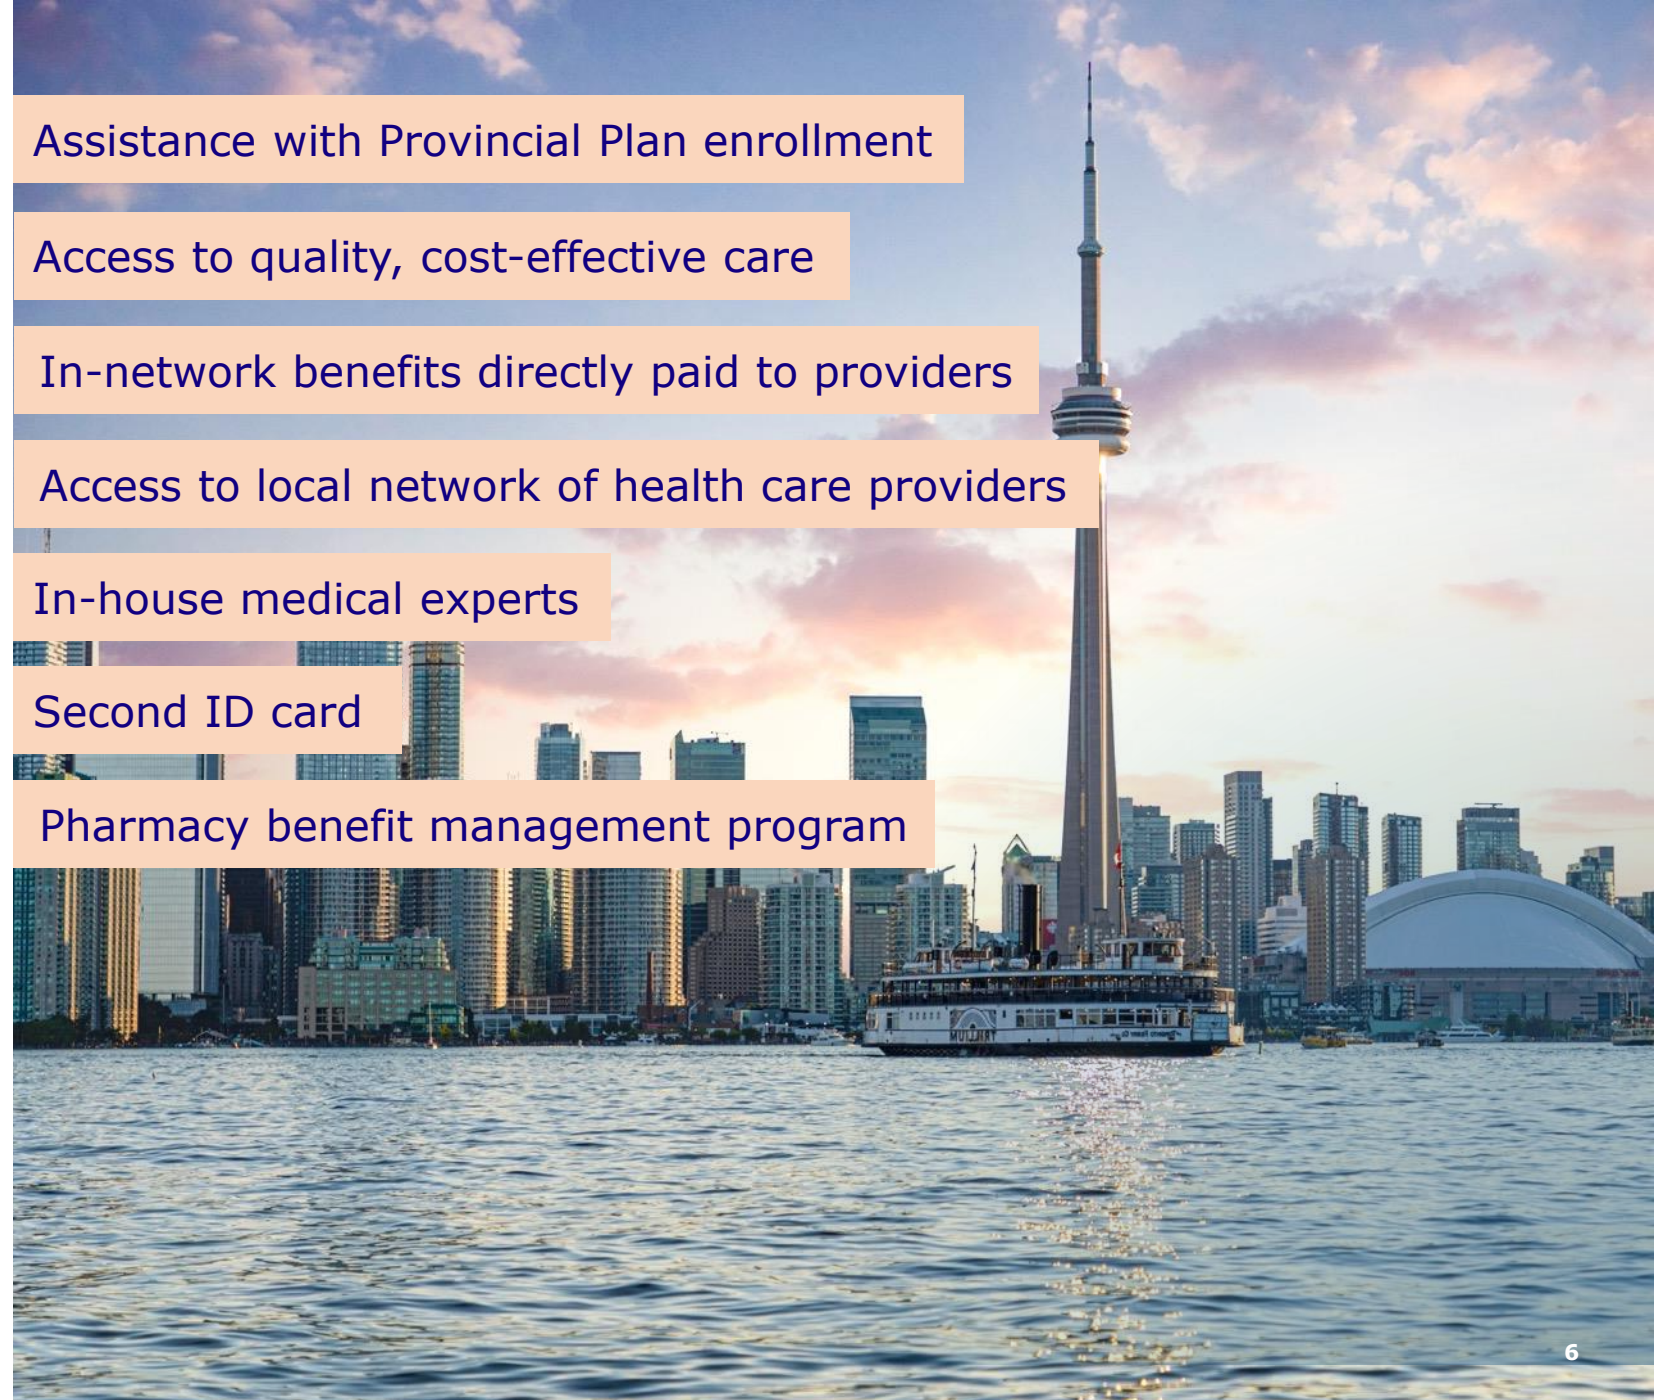 Assistance with Provincial Plan enrollment
Access to quality, cost-effective care
In-network benefits directly paid to providers
Access to local network of health care providers
In-house medical experts
Second ID card
Pharmacy benefit management program
TRILLIUM
6